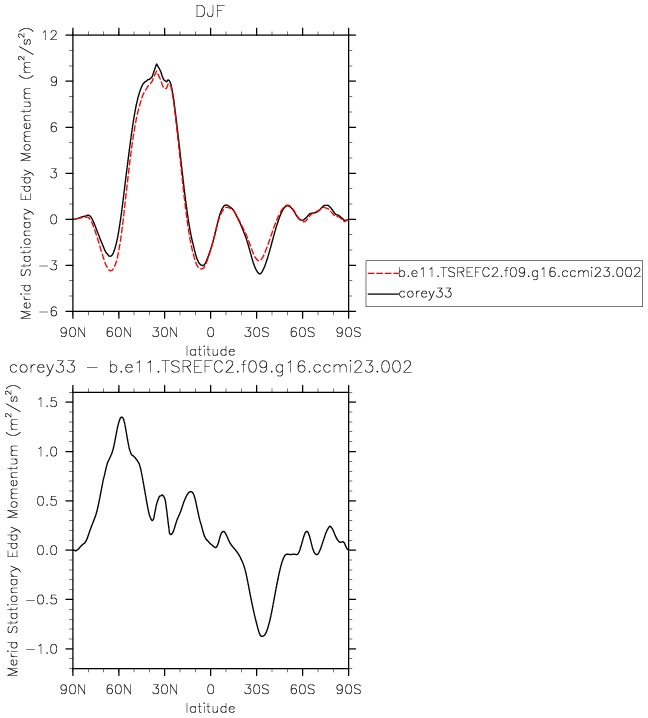 DJF
Merid Stationary Eddy Momentum (m²/s²)
12
9
6
3
0
−3
−6
90N 60N 30N 0 30S 60S 90S
latitude
b.e11.TSREFC2.f09.g16.ccmi23.002
corey33
corey33 − b.e11.TSREFC2.f09.g16.ccmi23.002
Merid Stationary Eddy Momentum (m²/s²)
1.5
1.0
0.5
0.0
−0.5
−1.0
90N 60N 30N 0 30S 60S 90S
latitude